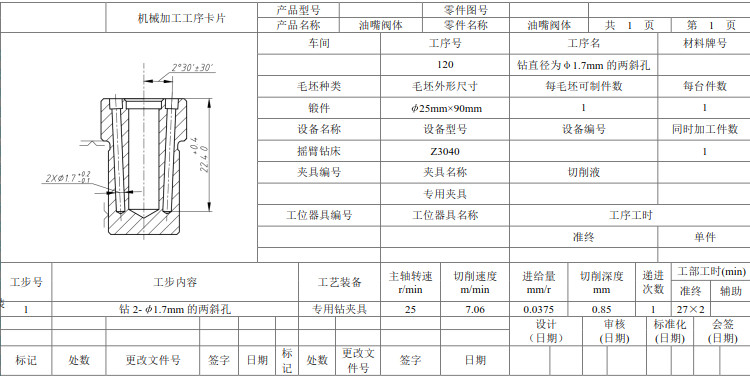 机械加工工序卡片 产品型号 零件图号
产品名称 油嘴阀体 零件名称 油嘴阀体 共 1 页 第 1 页
车间 工序号 工序名 材料牌号
120 钻直径为φ1.7mm的两斜孔
毛坯种类 毛坯外形尺寸 每毛坯可制件数 每台件数
锻件 φ25mm×90mm 1 1
设备名称 设备型号 设备编号 同时加工件数
摇臂钻床 Z3040 1
夹具编号 夹具名称 切削液
专用夹具
工位器具编号 工位器具名称 工序工时
准终 单件
2°30′±30′
2Xφ1.7 +0.2 -0.1
22.4 +0.4 0
工步号 工步内容 工艺装备 主轴转速 r/min 切削速度 m/min 进给量 mm/r 切削深度 mm 递进次数 工部工时(min)
准终 辅助
1 钻2-φ1.7mm的两斜孔 专用钻夹具 25 7.06 0.0375 0.85 1 27×2
设计（日期） 审核(日期) 标准化(日期) 会签(日期)
标记 处数 更改文件号 签字 日期 标记 处数 更改文件号 签字 日期